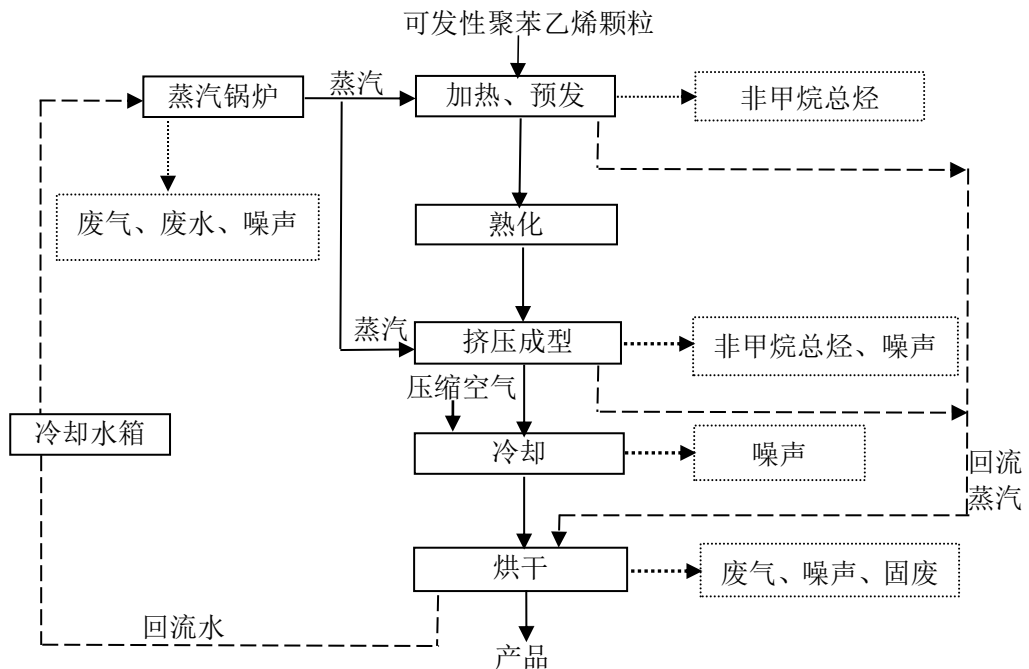 可发性聚苯乙烯颗粒
蒸汽锅炉
蒸汽
加热、预发
非甲烷总烃
废气、废水、噪声
熟化
蒸汽
挤压成型
非甲烷总烃、噪声
压缩空气
冷却水箱
冷却
噪声
回流
蒸汽
烘干
废气、噪声、固废
回流水
产品